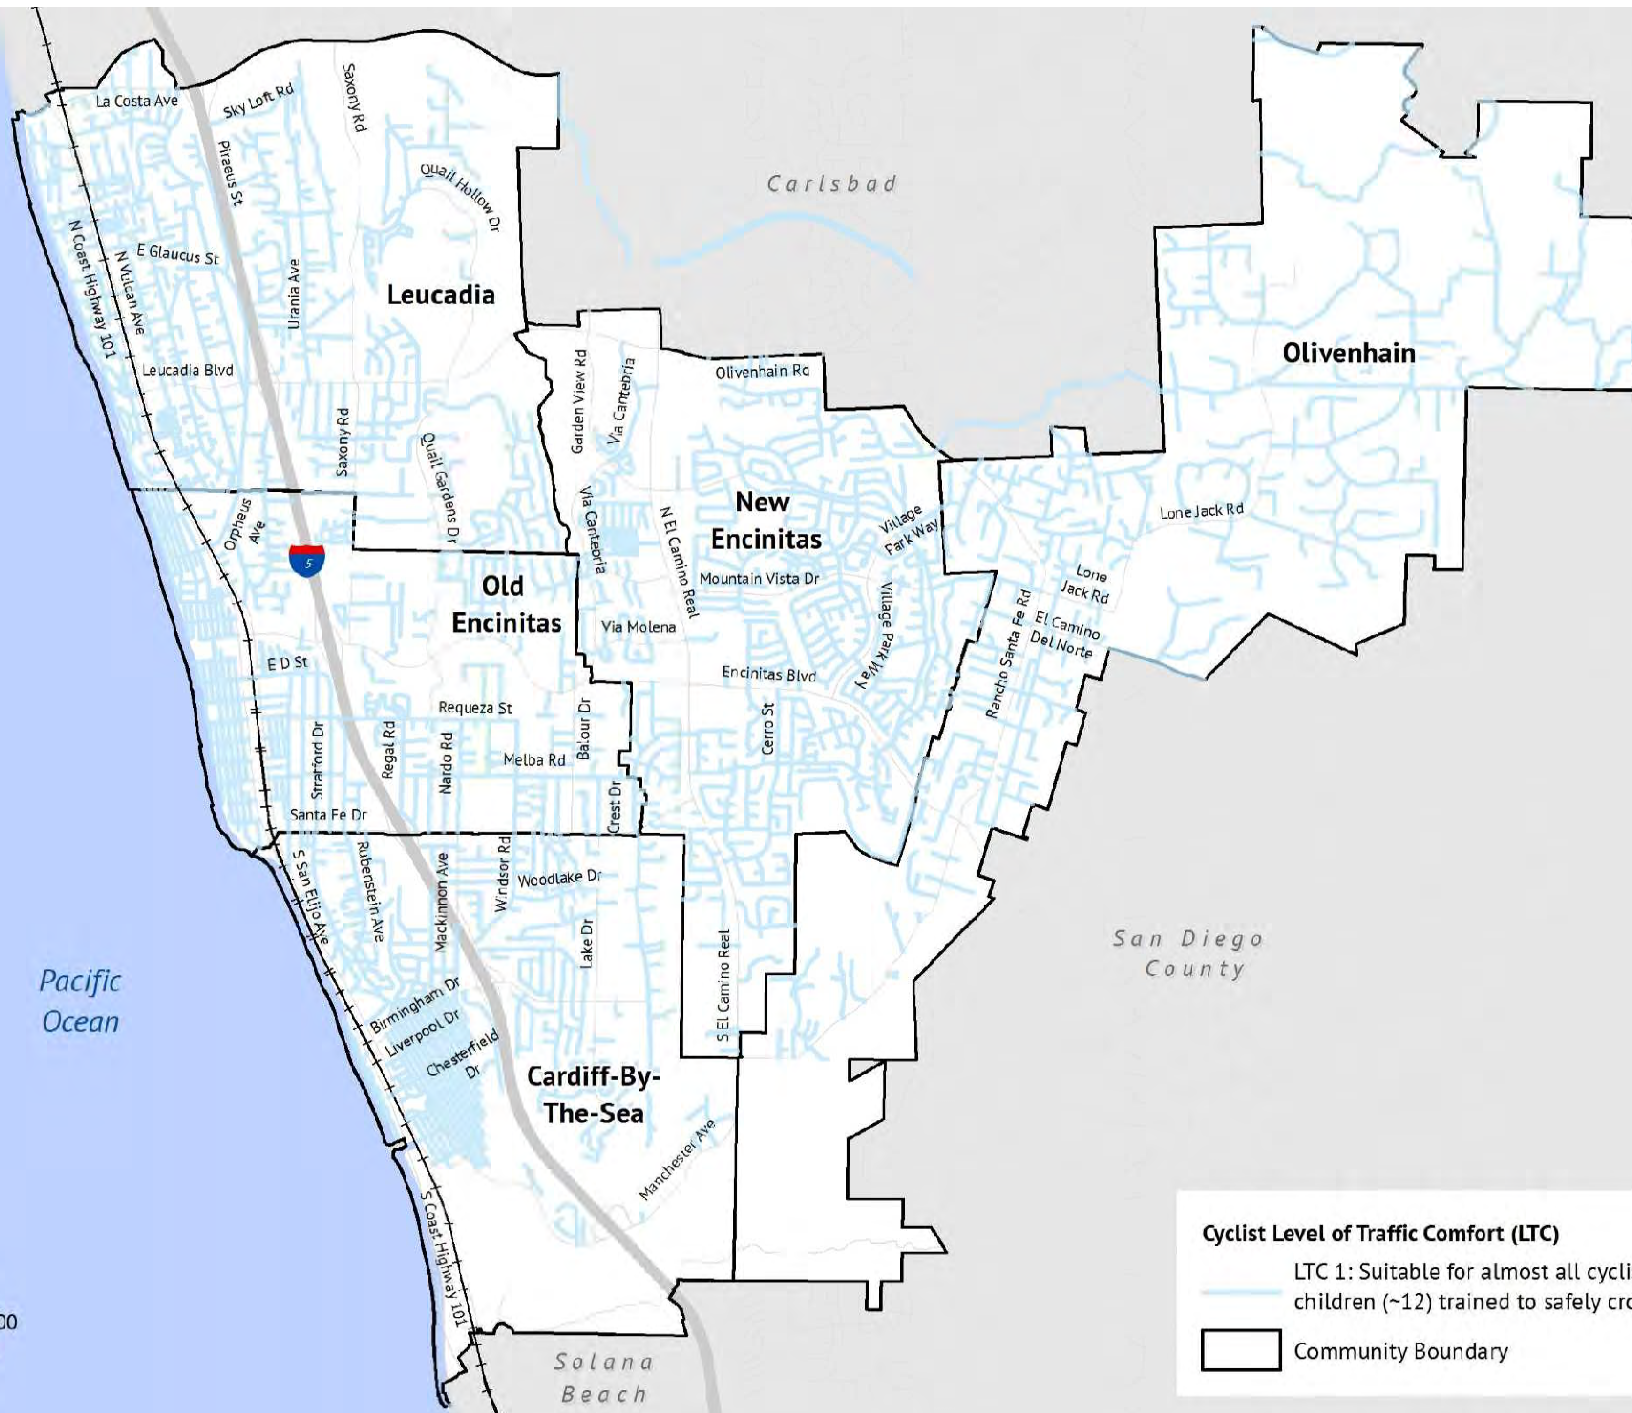 La Costa Ave
Sky Loft Rd
Saxony Rd
Piraeus St
Quail Hollow Dr
Carlsbad
N Coast Highway 101
N Vulcan Ave
E Glaucus St
Urania Ave
Leucadia
Leucadia Blvd
Saxony Rd
Quail Gardens Dr
Garden View Rd
Via Cantebria
Olivenhain Rd
Olivenhain
Orpheus
Ave
5
Via Cantebria
N El Camino Real
New
Encinitas
Village
Park Way
Lone Jack Rd
Old
Encinitas
Mountain Vista Dr
Lone
Jack Rd
Village Park Way
Via Molena
El Camino
Del Norte
Rancho Santa Fe Rd
E D St
Encinitas Blvd
Requeza St
Stratford Dr
Regal Rd
Nardo Rd
Melba Rd
Balour Dr
Cerro St
Crest Dr
Santa Fe Dr
S San Elijo Ave
Rubenstein Ave
Mackinnon Ave
Windsor Rd
Woodlake Dr
Lake Dr
S El Camino Real
San Diego
County
Pacific
Ocean
Birmingham Dr
Liverpool Dr
Chesterfield
Dr
Cardiff-By-
The-Sea
Manchester Ave
S Coast Highway 101
Solana
Beach
00
Cyclist Level of Traffic Comfort (LTC)
LTC 1: Suitable for almost all cycli
children (~12) trained to safely cro
Community Boundary